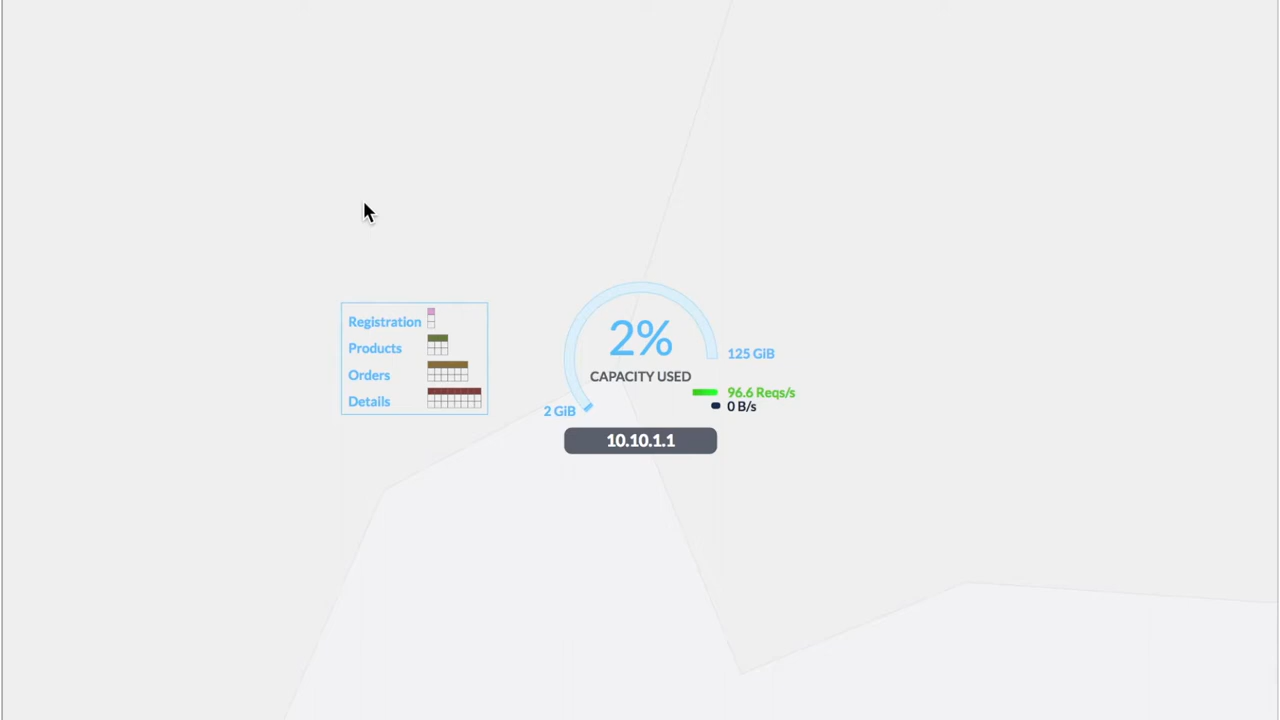 Registration
Products
Orders
Details
2%
CAPACITY USED
125 GiB
2 GiB
96.6 Reqs/s
0 B/s
10.10.1.1